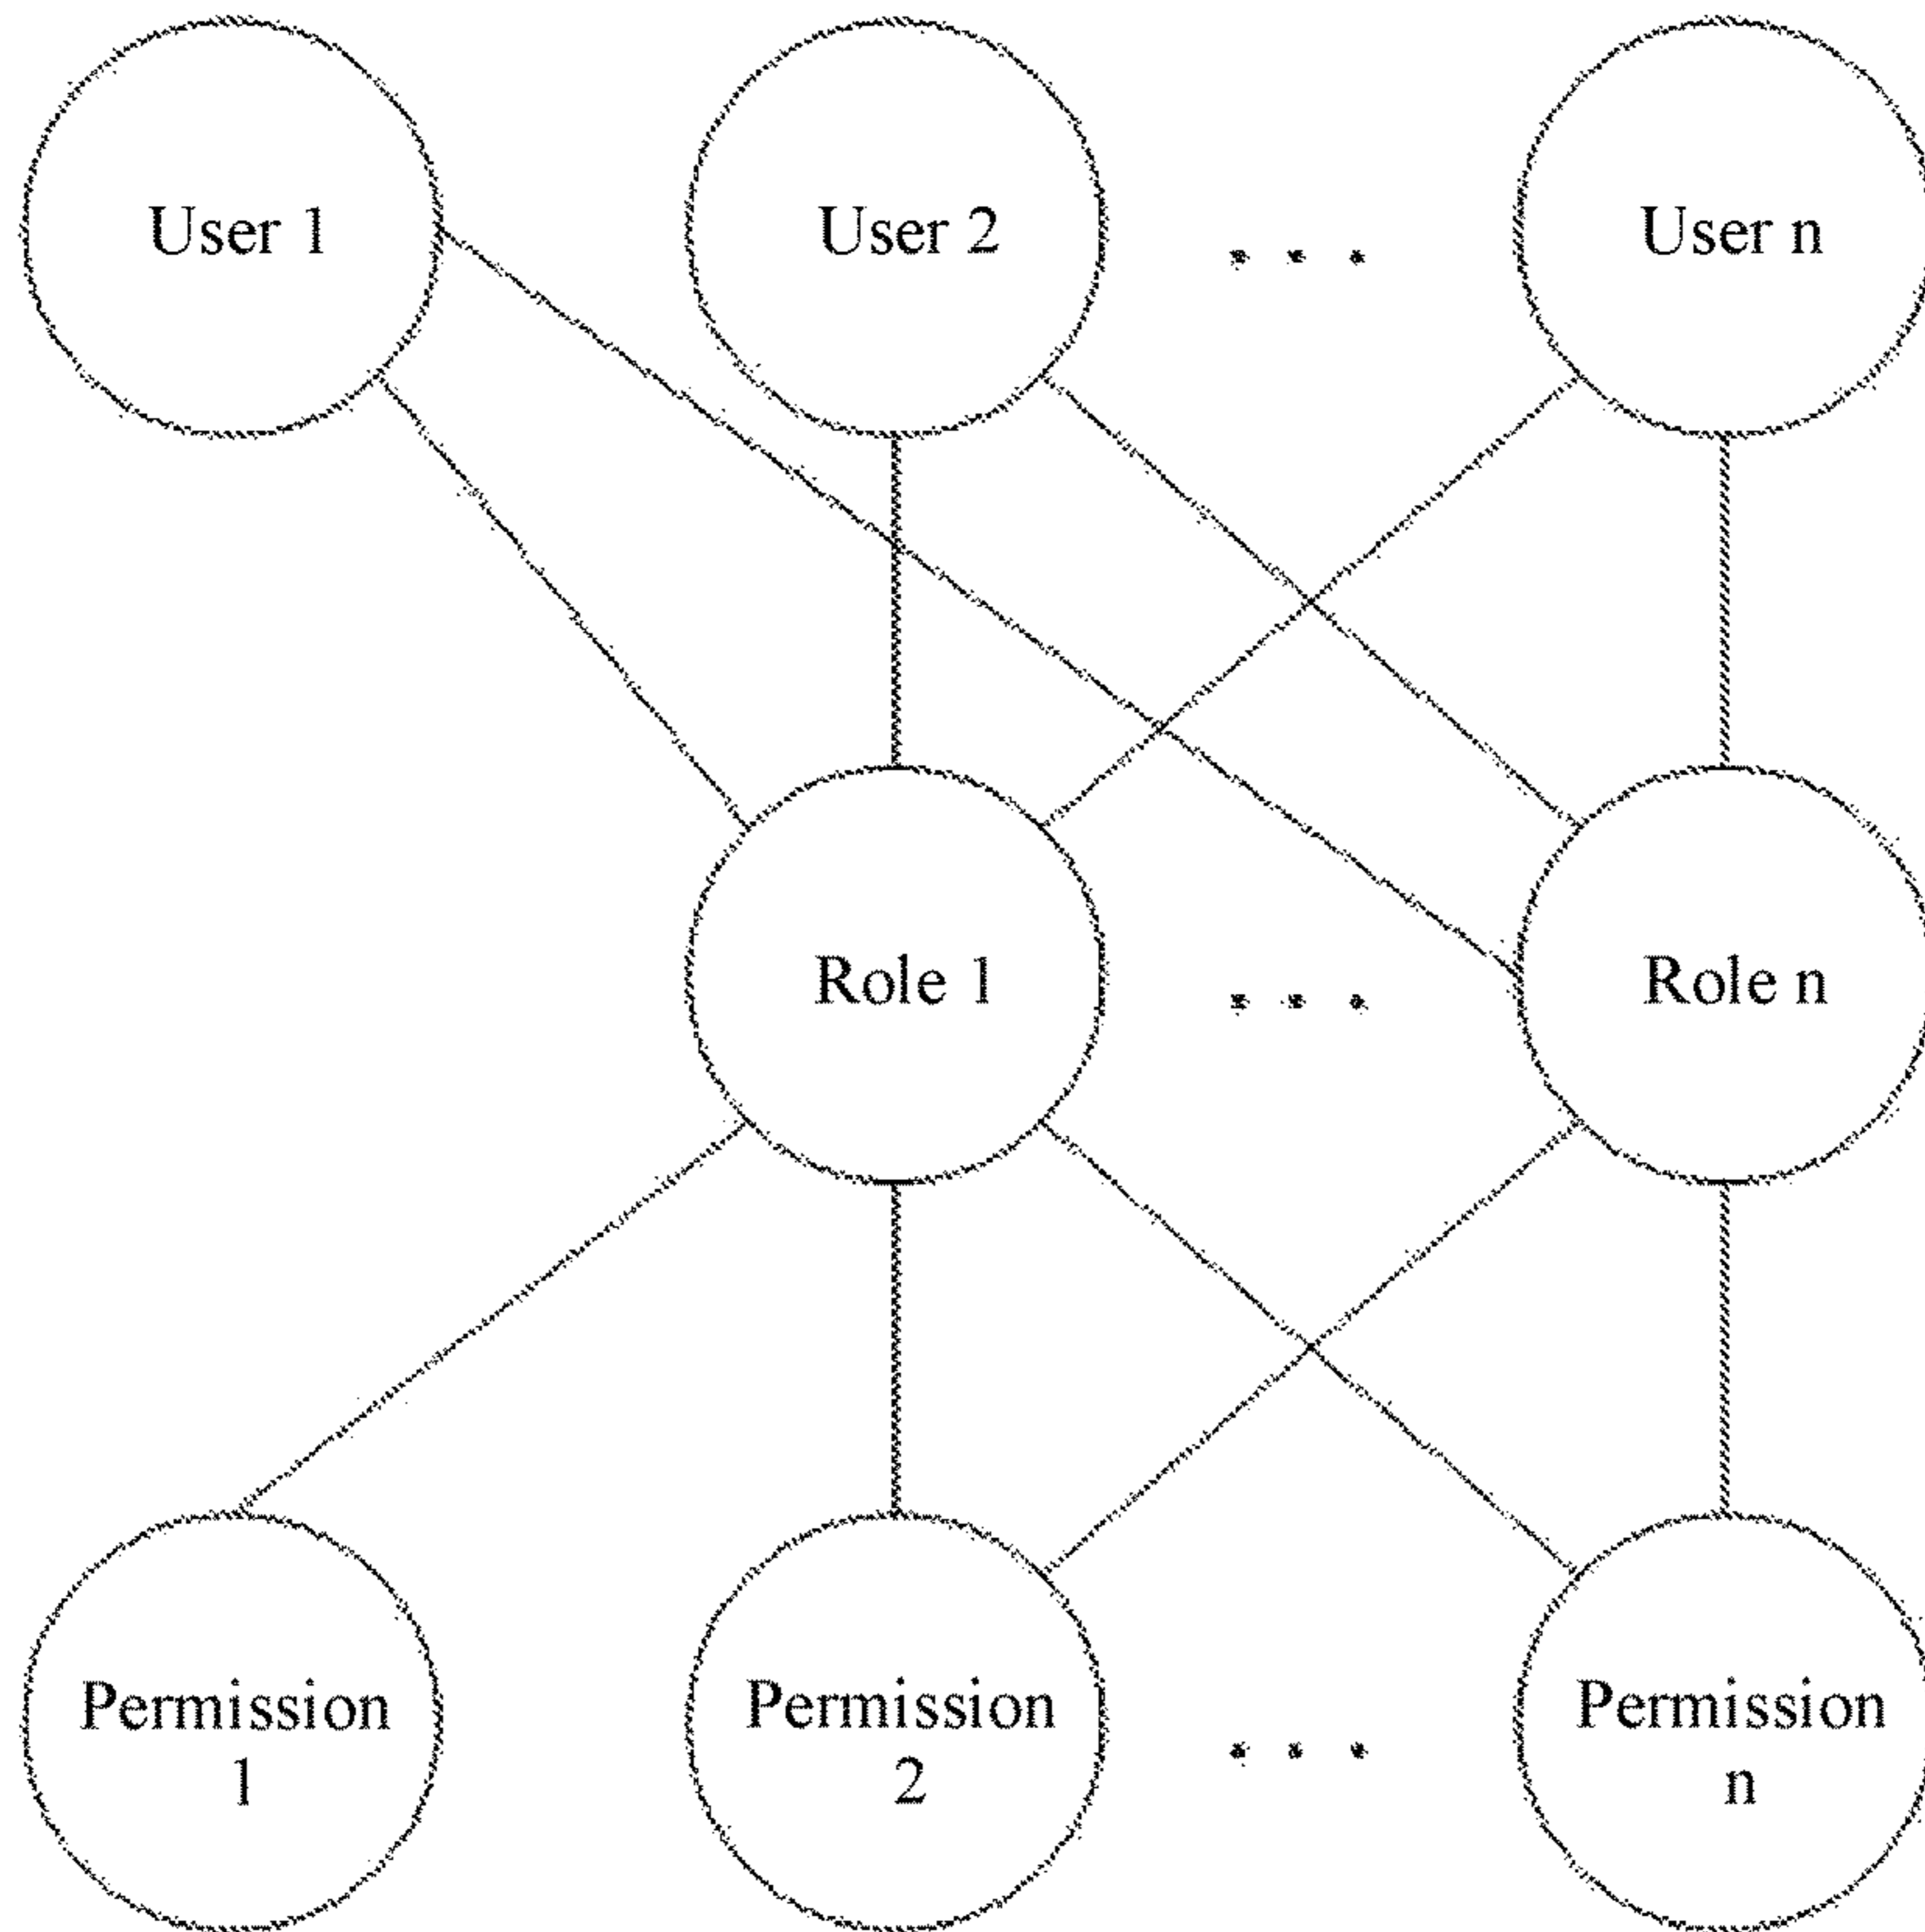 User 1
User 2
...
User n
Role 1
...
Role n
Permission
1
Permission
2
...
Permission
n